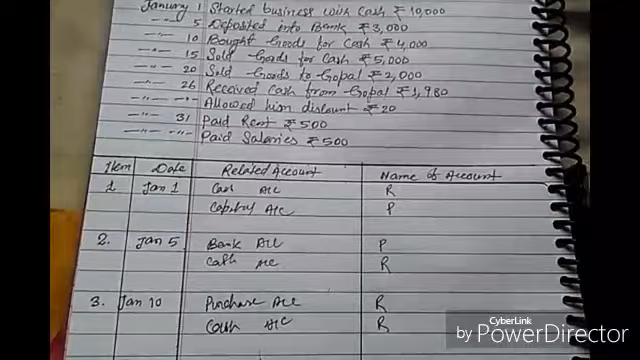 January 1 Started business with cash ₹ 10,000
-"- 5 Deposited into Bank ₹ 3,000
-"- 10 Bought Goods for Cash ₹ 4,000
-"- 15 Sold Goods for Cash ₹ 5,000
-"- 20 Sold Goods to Gopal ₹ 2,000
-"- 26 Received Cash from Gopal ₹ 1,980
-"- -"- Allowed him discount ₹ 20
-"- 31 Paid Rent ₹ 500
-"- -"- Paid Salaries ₹ 500
Item Date Related Account Name of Account
1 Jan 1 Cash A/C R
Capital A/C P
2. Jan 5 Bank A/C P
Cash A/C R
3. Jan 10 Purchase A/C R
Cash A/C R
CyberLink
by PowerDirector